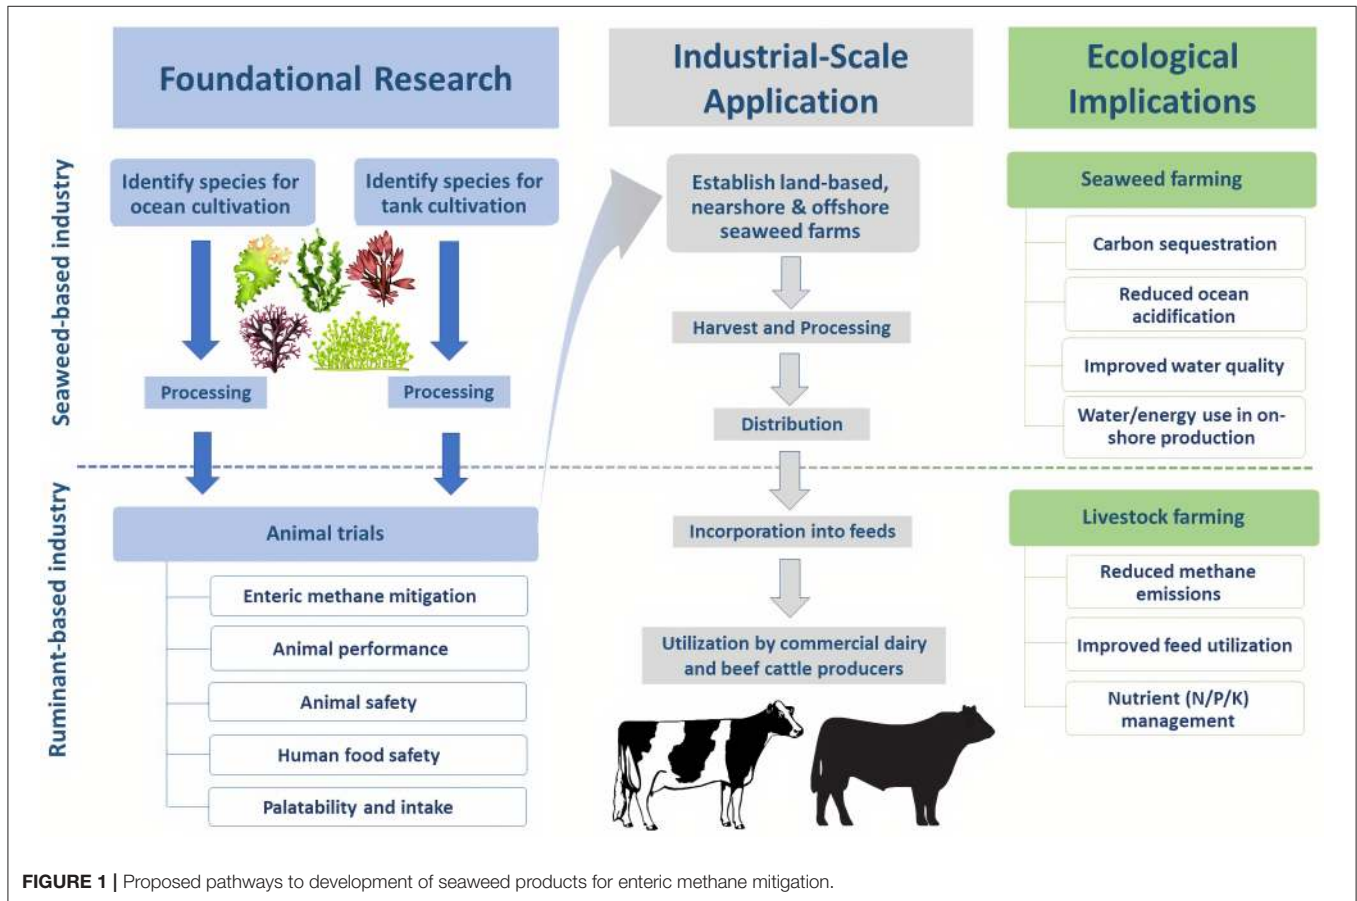 Foundational Research
Industrial-Scale
Application
Ecological
Implications
Seaweed-based industry
Ruminant-based industry
Identify species for
ocean cultivation
Identify species for
tank cultivation
Processing
Processing
Animal trials
Enteric methane mitigation
Animal performance
Animal safety
Human food safety
Palatability and intake
Establish land-based,
nearshore & offshore
seaweed farms
Harvest and Processing
Distribution
Incorporation into feeds
Utilization by commercial dairy
and beef cattle producers
Seaweed farming
Carbon sequestration
Reduced ocean
acidification
Improved water quality
Water/energy use in on-
shore production
Livestock farming
Reduced methane
emissions
Improved feed utilization
Nutrient (N/P/K)
management
FIGURE 1 | Proposed pathways to development of seaweed products for enteric methane mitigation.